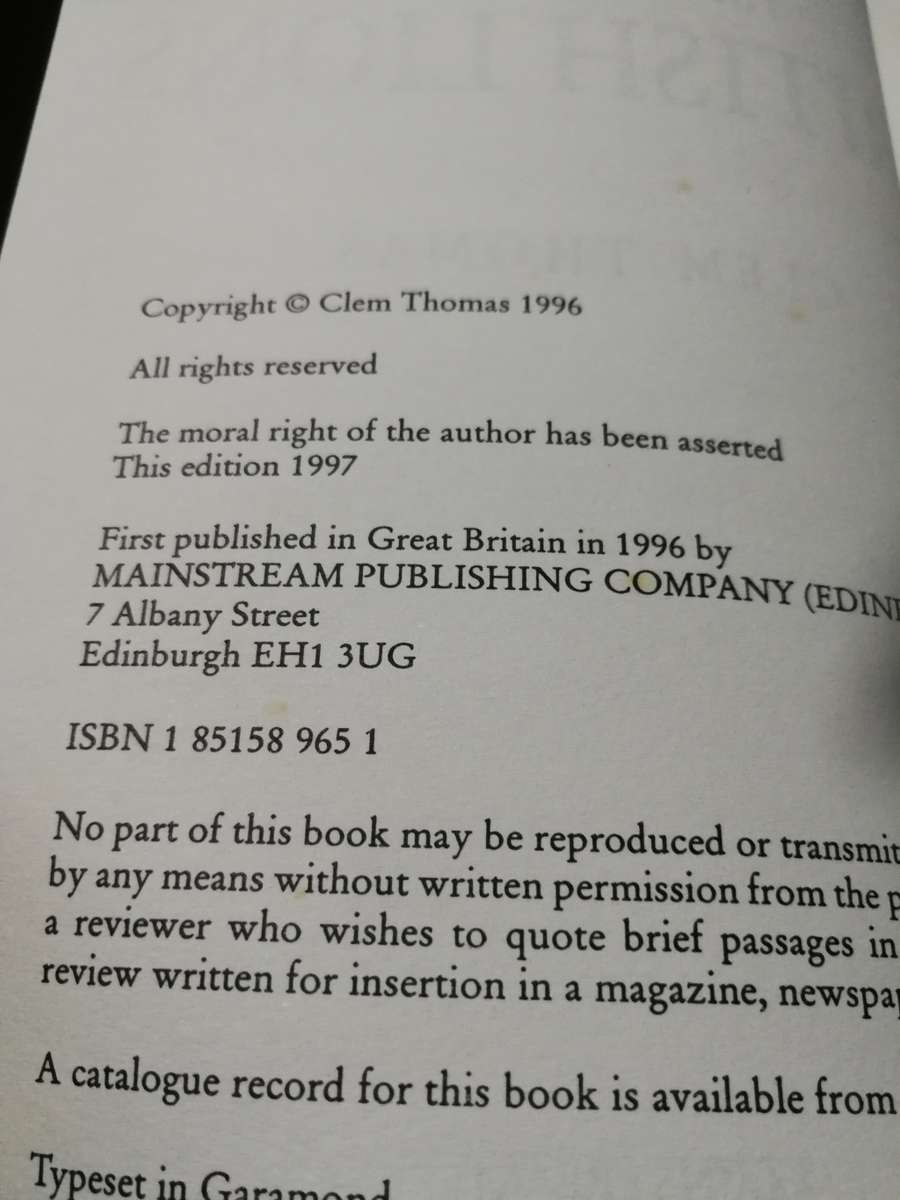 Copyright © Clem Thomas 1996
All rights reserved
The moral right of the author has been asserted
This edition 1997
First published in Great Britain in 1996 by
MAINSTREAM PUBLISHING COMPANY
7 Albany Street
Edinburgh EH1 3UG
ISBN 1 85158 965 1
No part of this book may be reproduced or
by any means without written permission from the
a reviewer who wishes to quote brief passages in
review written for insertion in a magazine,
A catalogue record for this book is available from
Typeset in Garamond